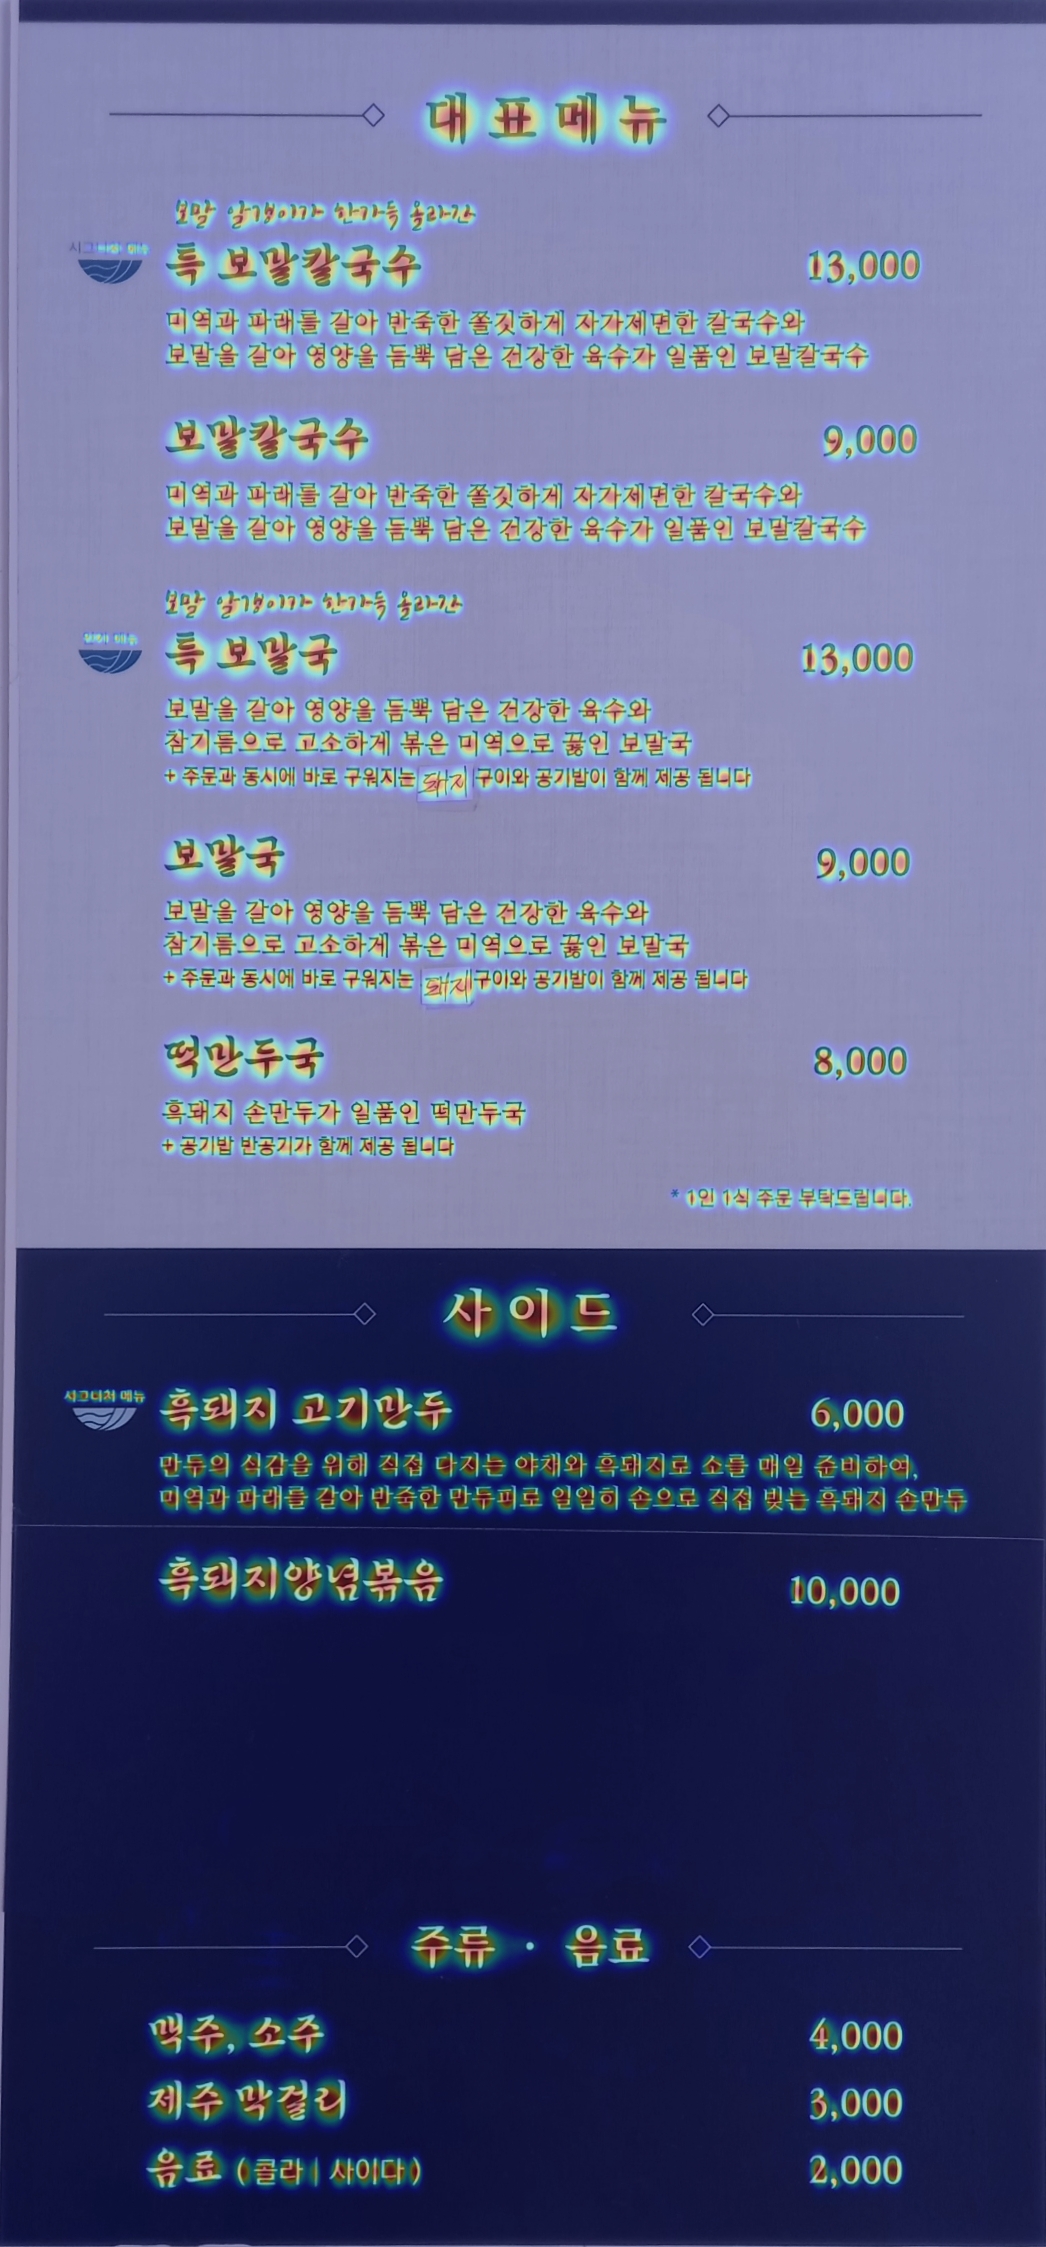 대표메뉴
보말 알갱이가 한가득 올라간
시그니처 메뉴
특 보말칼국수 13,000
미역과 파래를 갈아 반죽한 쫄깃하게 자가제면한 칼국수와
보말을 갈아 영양을 듬뿍 담은 건강한 육수가 일품인 보말칼국수
보말칼국수 9,000
미역과 파래를 갈아 반죽한 쫄깃하게 자가제면한 칼국수와
보말을 갈아 영양을 듬뿍 담은 건강한 육수가 일품인 보말칼국수
보말 알갱이가 한가득 올라간
메뉴
특 보말국 13,000
보말을 갈아 영양을 듬뿍 담은 건강한 육수와
참기름으로 고소하게 볶은 미역으로 끓인 보말국
+ 주문과 동시에 바로 구워지는 돼지 구이와 공기밥이 함께 제공 됩니다
보말국 9,000
보말을 갈아 영양을 듬뿍 담은 건강한 육수와
참기름으로 고소하게 볶은 미역으로 끓인 보말국
+ 주문과 동시에 바로 구워지는 돼지 구이와 공기밥이 함께 제공 됩니다
떡만두국 8,000
흑돼지 손만두가 일품인 떡만두국
+ 공기밥 반공기가 함께 제공 됩니다
* 1인 1식 주문 부탁드립니다.
사이드
시그니처 메뉴
흑돼지 고기만두 6,000
만두의 식감을 위해 직접 다지는 야채와 흑돼지로 소를 매일 준비하여,
미역과 파래를 갈아 반죽한 만두피로 일일히 손으로 직접 빚는 흑돼지 손만두
흑돼지양념볶음 10,000
주류 · 음료
맥주, 소주 4,000
제주 막걸리 3,000
음료 ( 콜라 | 사이다 ) 2,000